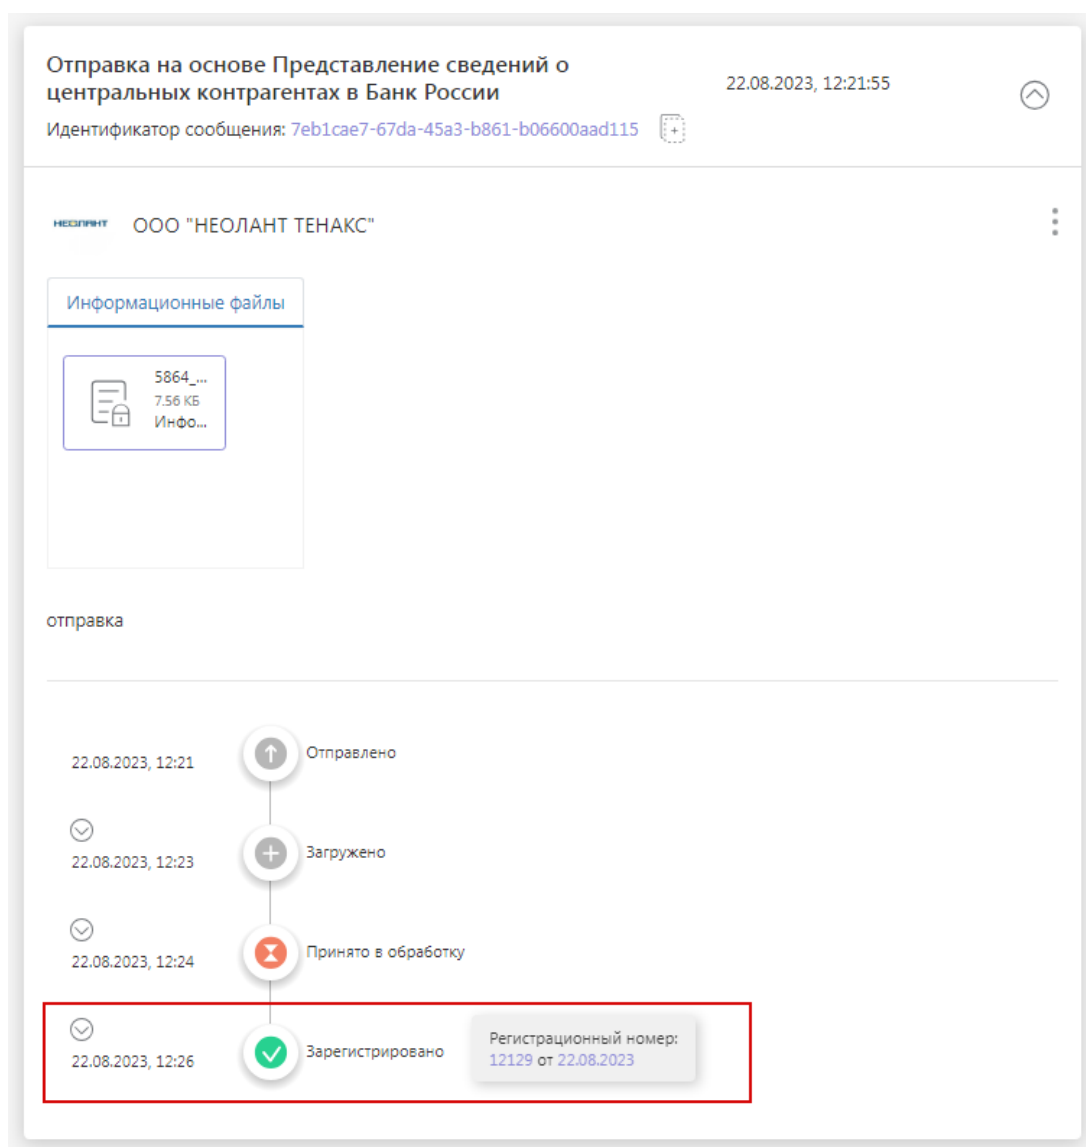 Отправка на основе Представление сведений о
центральных контрагентах в Банк России
22.08.2023, 12:21:55
Идентификатор сообщения: 7eb1cae7-67da-45a3-b861-b06600aad115
НЕОЛАНТ
ООО "НЕОЛАНТ ТЕНАКС"
Информационные файлы
5864_...
7.56 КБ
Инфо...
отправка
22.08.2023, 12:21
Отправлено
22.08.2023, 12:23
Загружено
22.08.2023, 12:24
Принято в обработку
22.08.2023, 12:26
Зарегистрировано
Регистрационный номер:
12129 от 22.08.2023